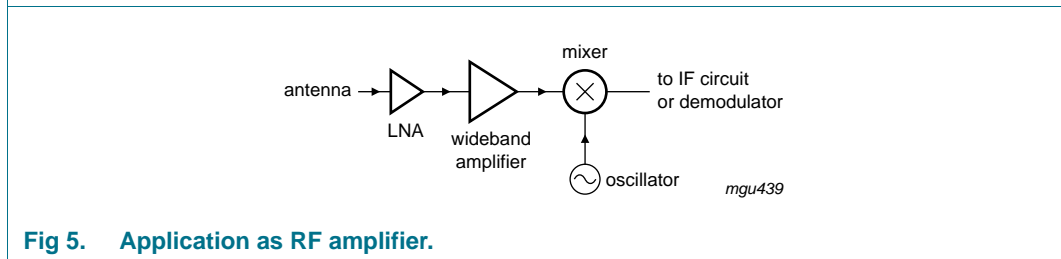 mixer
antenna
to IF circuit
or demodulator
LNA
wideband
amplifier
oscillator
mgu439
Fig 5. Application as RF amplifier.